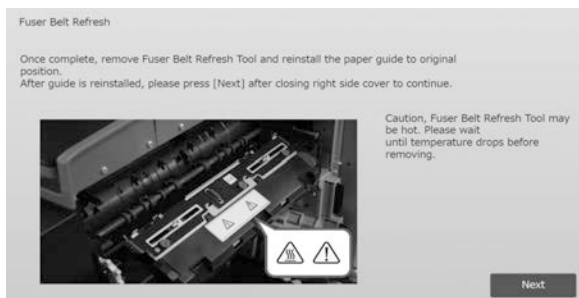 Fuser Belt Refresh
Once complete, remove Fuser Belt Refresh Tool and reinstall the paper guide to original
position.
After guide is reinstalled, please press [Next] after closing right side cover to continue.
Caution, Fuser Belt Refresh Tool may
be hot. Please wait
until temperature drops before
removing.
Next